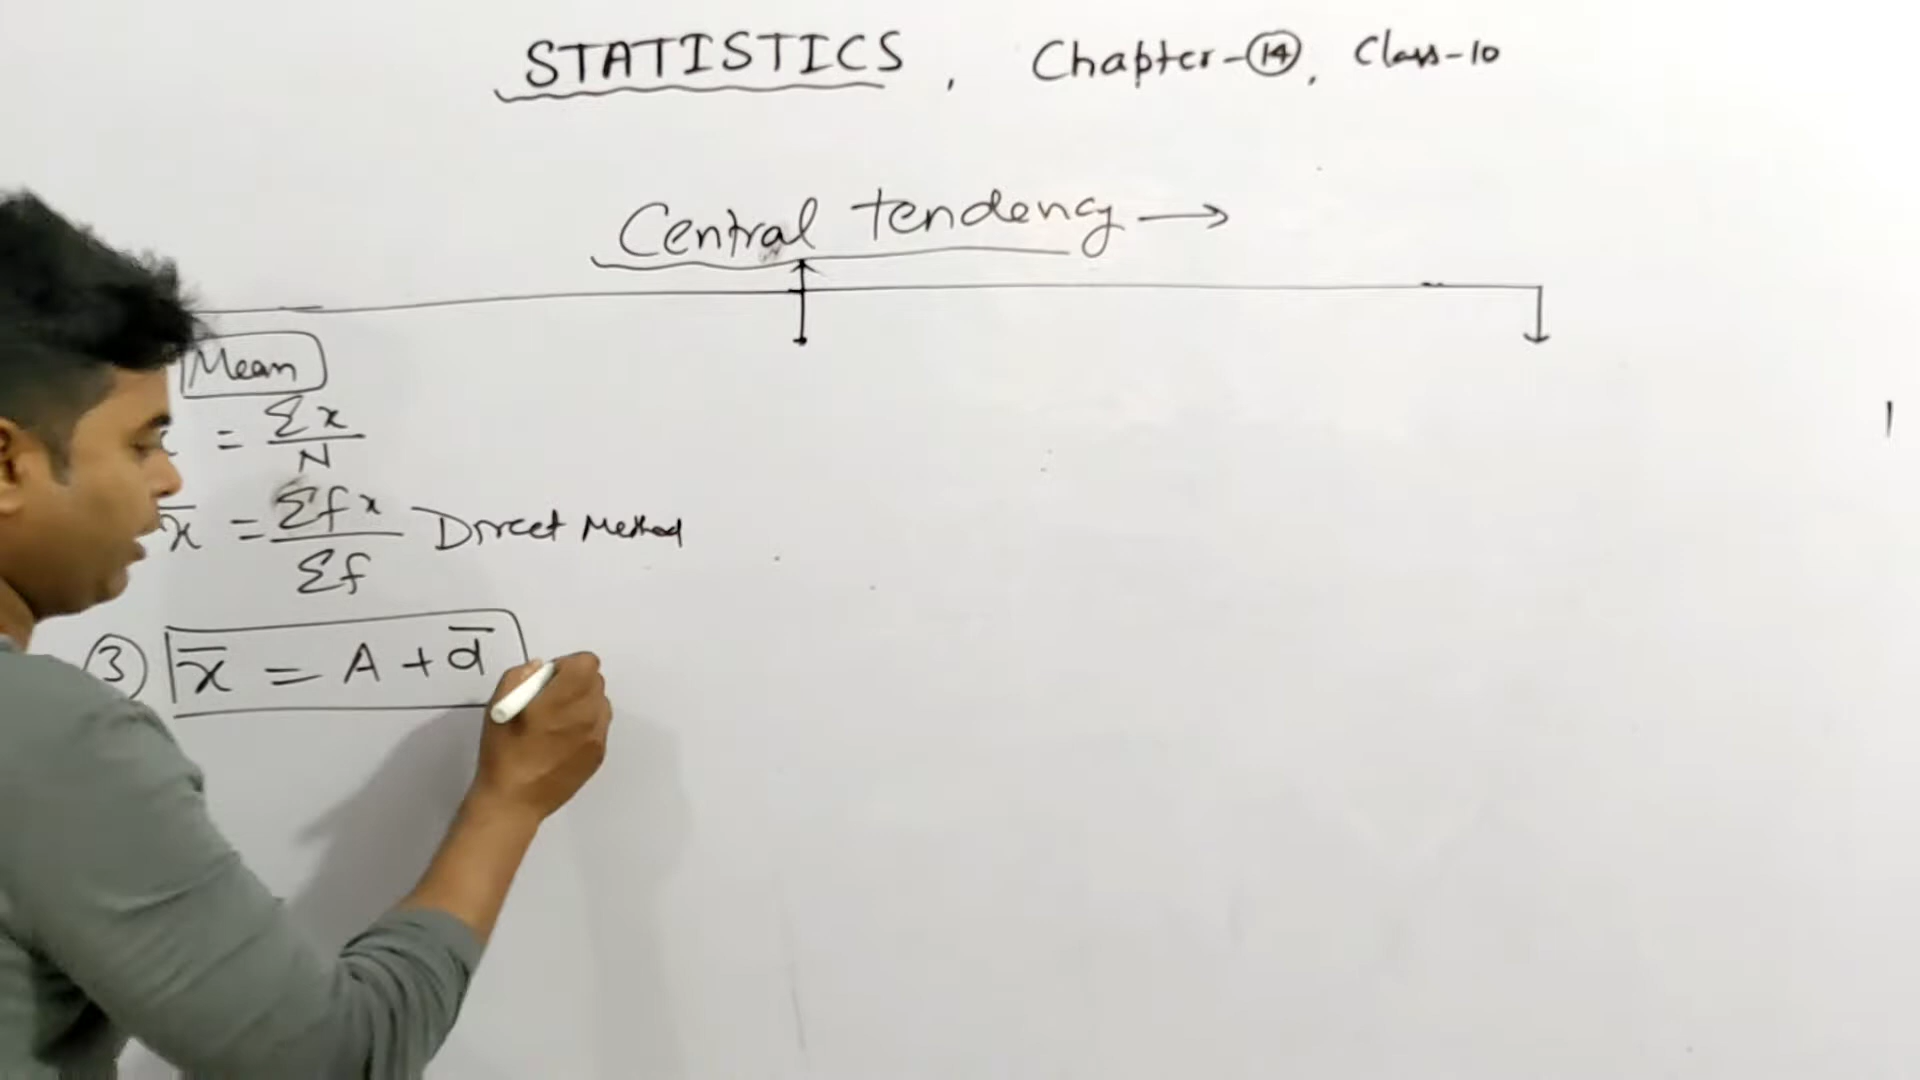 STATISTICS, Chapter-14, Class-10
Central tendency →
Mean
= Σx / N
x̄ = Σfx / Σf Direct Method
③ x̄ = A + d̄